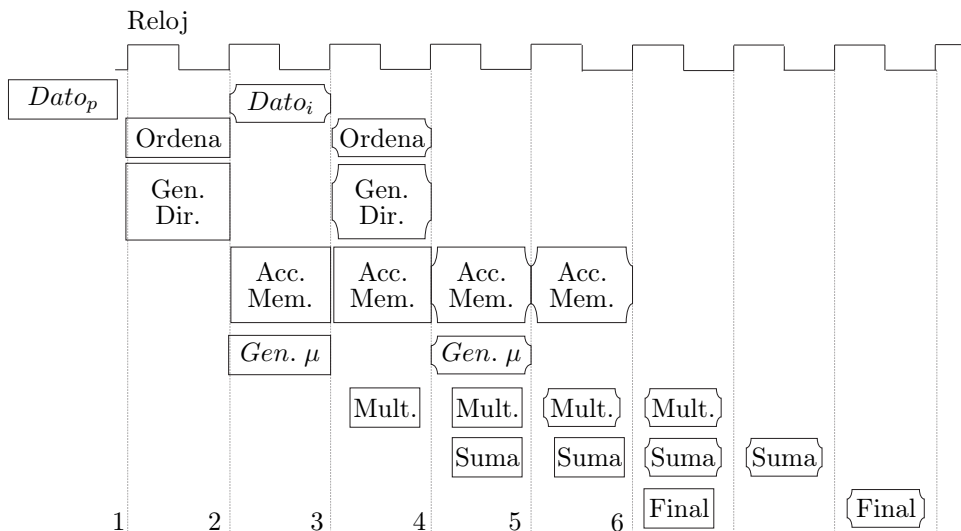 Reloj
Dato_p Dato_i
Ordena Ordena
Gen. Gen.
Dir. Dir.
Acc. Acc. Acc. Acc.
Mem. Mem. Mem. Mem.
Gen. μ Gen. μ
Mult. Mult. Mult. Mult.
Suma Suma Suma Suma
Final Final
1 2 3 4 5 6